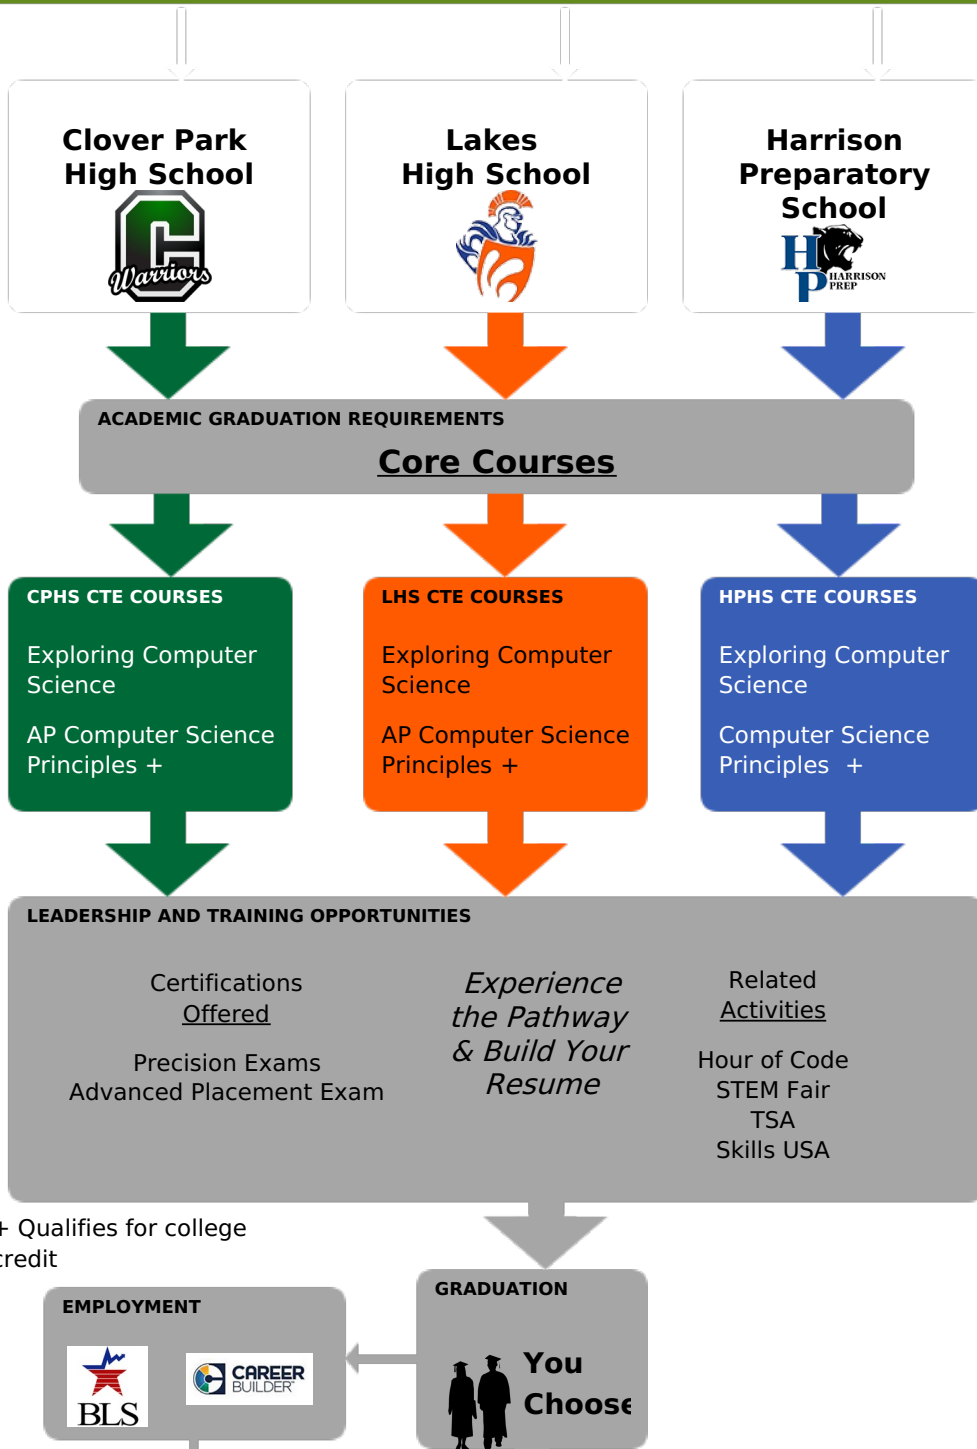 Clover Park
High School
Warriors
Lakes
High School
Harrison
Preparatory
School
HP
HARRISON
PREP
ACADEMIC GRADUATION REQUIREMENTS
Core Courses
CPHS CTE COURSES
Exploring Computer
Science
AP Computer Science
Principles +
LHS CTE COURSES
Exploring Computer
Science
AP Computer Science
Principles +
HPHS CTE COURSES
Exploring Computer
Science
Computer Science
Principles +
LEADERSHIP AND TRAINING OPPORTUNITIES
Certifications
Offered
Precision Exams
Advanced Placement Exam
Experience
the Pathway
& Build Your
Resume
Related
Activities
Hour of Code
STEM Fair
TSA
Skills USA
+ Qualifies for college
credit
EMPLOYMENT
BLS
CAREER
BUILDER
GRADUATION
You
Choose